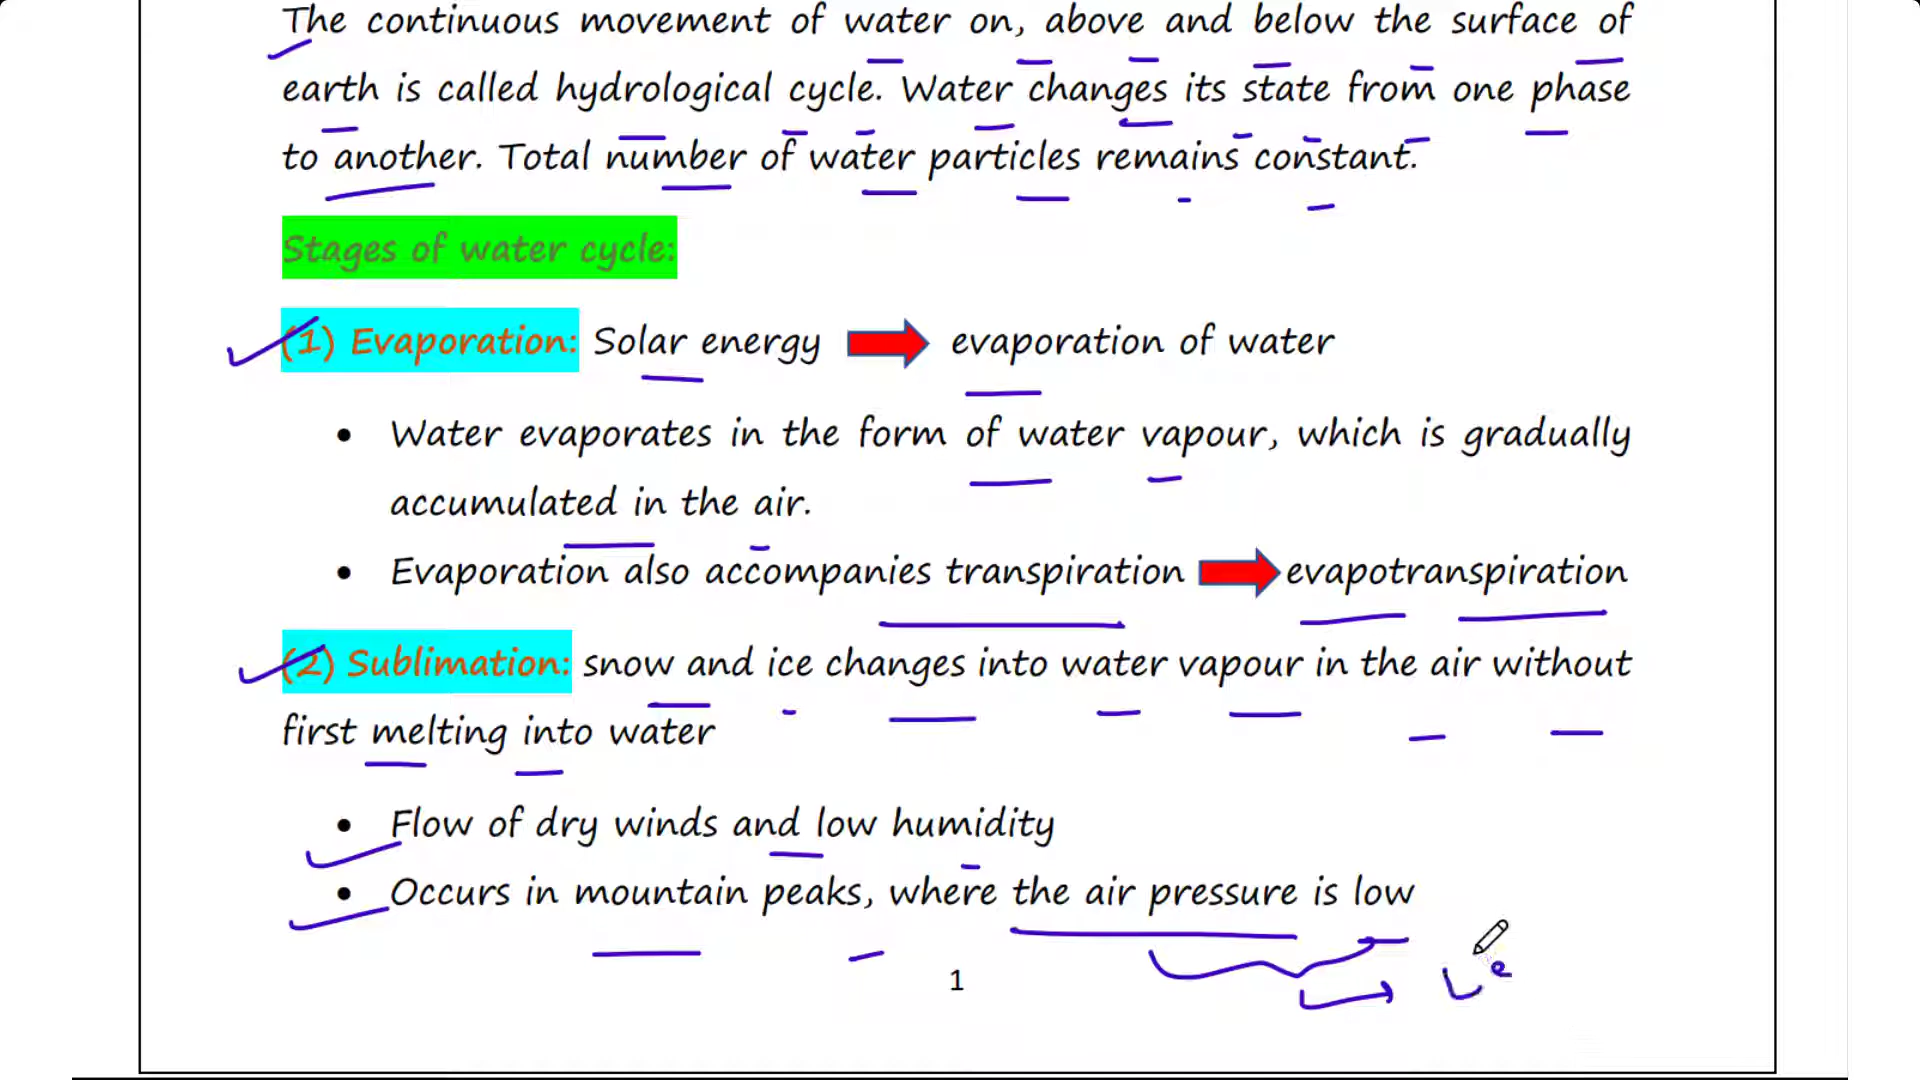 The continuous movement of water on, above and below the surface of
earth is called hydrological cycle. Water changes its state from one phase
to another. Total number of water particles remains constant.
Stages of water cycle:
(1) Evaporation: Solar energy evaporation of water
• Water evaporates in the form of water vapour, which is gradually
accumulated in the air.
• Evaporation also accompanies transpiration evapotranspiration
(2) Sublimation: snow and ice changes into water vapour in the air without
first melting into water
• Flow of dry winds and low humidity
• Occurs in mountain peaks, where the air pressure is low
1